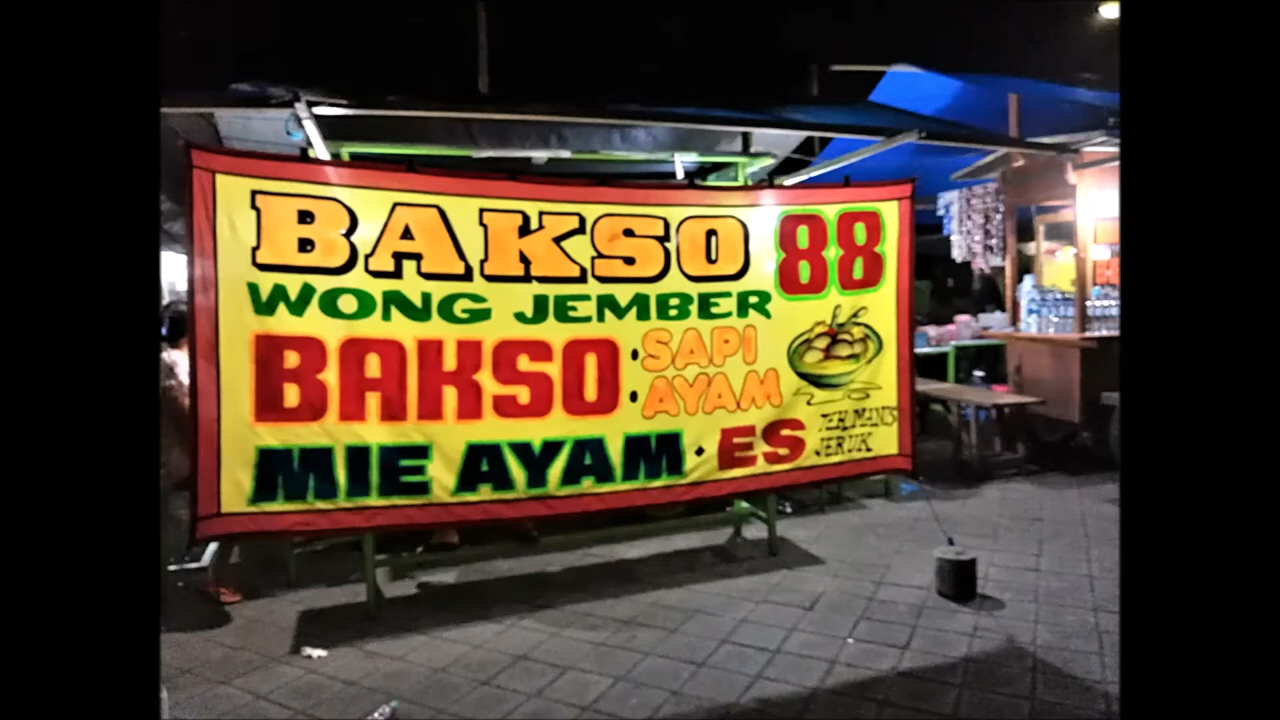 BAKSO 88
WONG JEMBER
BAKSO : SAPI
AYAM
MIE AYAM · ES TEH, MANIS
JERUK